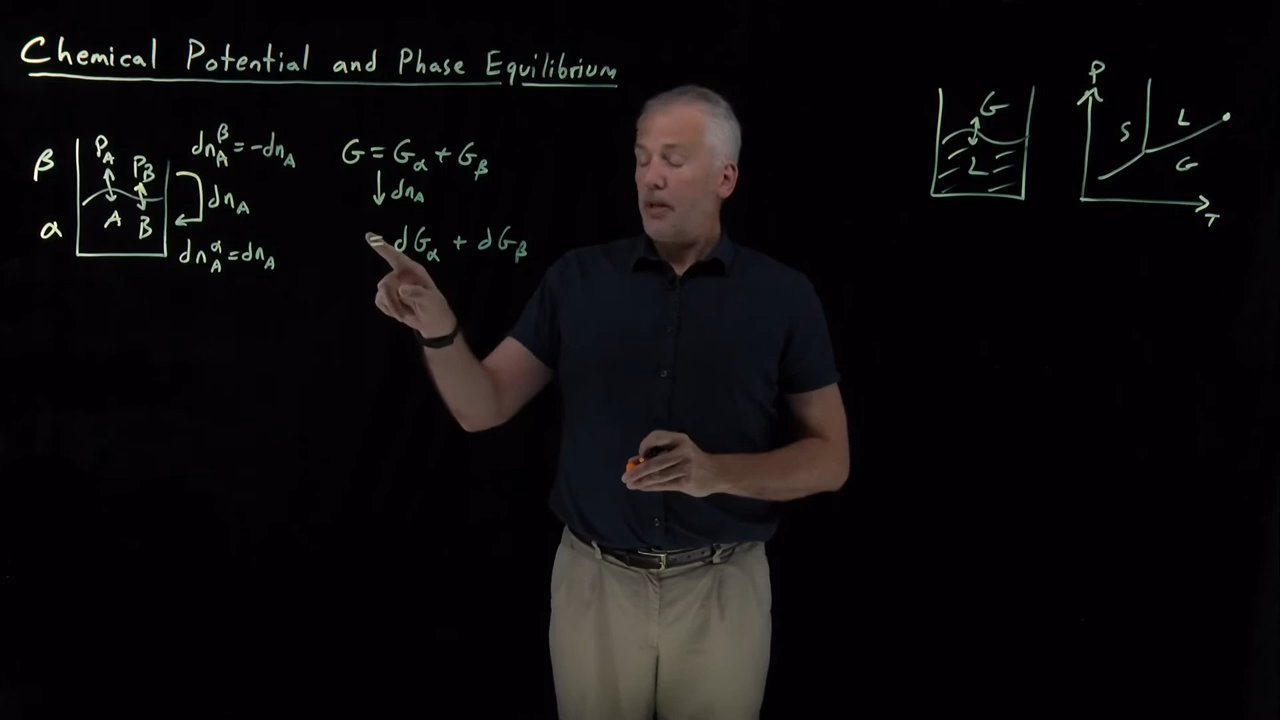 Chemical Potential and Phase Equilibrium
β
α
P_A
P_B
A
B
dn_A^β = -dn_A
dn_A
dn_A^α = dn_A
G = G_α + G_β
dn_A
= dG_α + dG_β
G
L
P
S
L
G
T